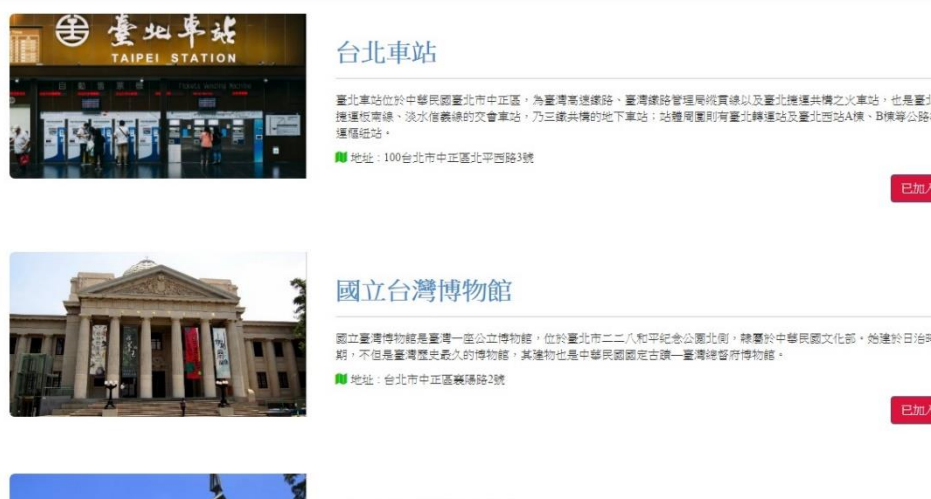 臺北車站
TAIPEI STATION
台北車站
臺北車站位於中華民國臺北市中正區,為臺灣高速鐵路、臺灣鐵路管理局縱貫線以及臺北捷運共構之火車站,也是臺北
捷運板南線、淡水信義線的交會車站,乃三鐵共構的地下車站;站體周圍則有臺北轉運站及臺北西站A棟、B棟等公路
運樞紐站。
地址:100台北市中正區北平西路3號
已加入
國立台灣博物館
國立臺灣博物館是臺灣一座公立博物館,位於臺北市二二八和平紀念公園北側,隸屬於中華民國文化部。始建於日治時
期,不但是臺灣歷史最久的博物館,其建物也是中華民國國定古蹟—臺灣總督府博物館。
地址:台北市中正區襄陽路2號
已加入